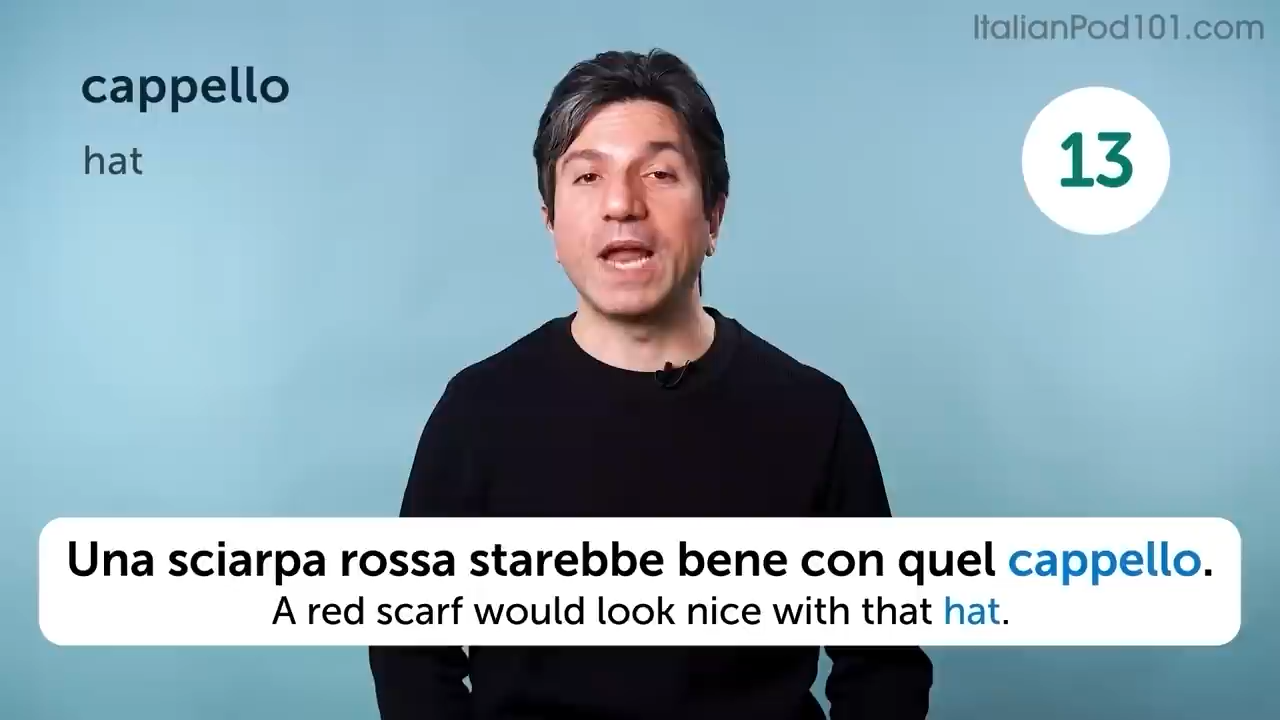 ItalianPod101.com
cappello
hat
13
Una sciarpa rossa starebbe bene con quel cappello.
A red scarf would look nice with that hat.